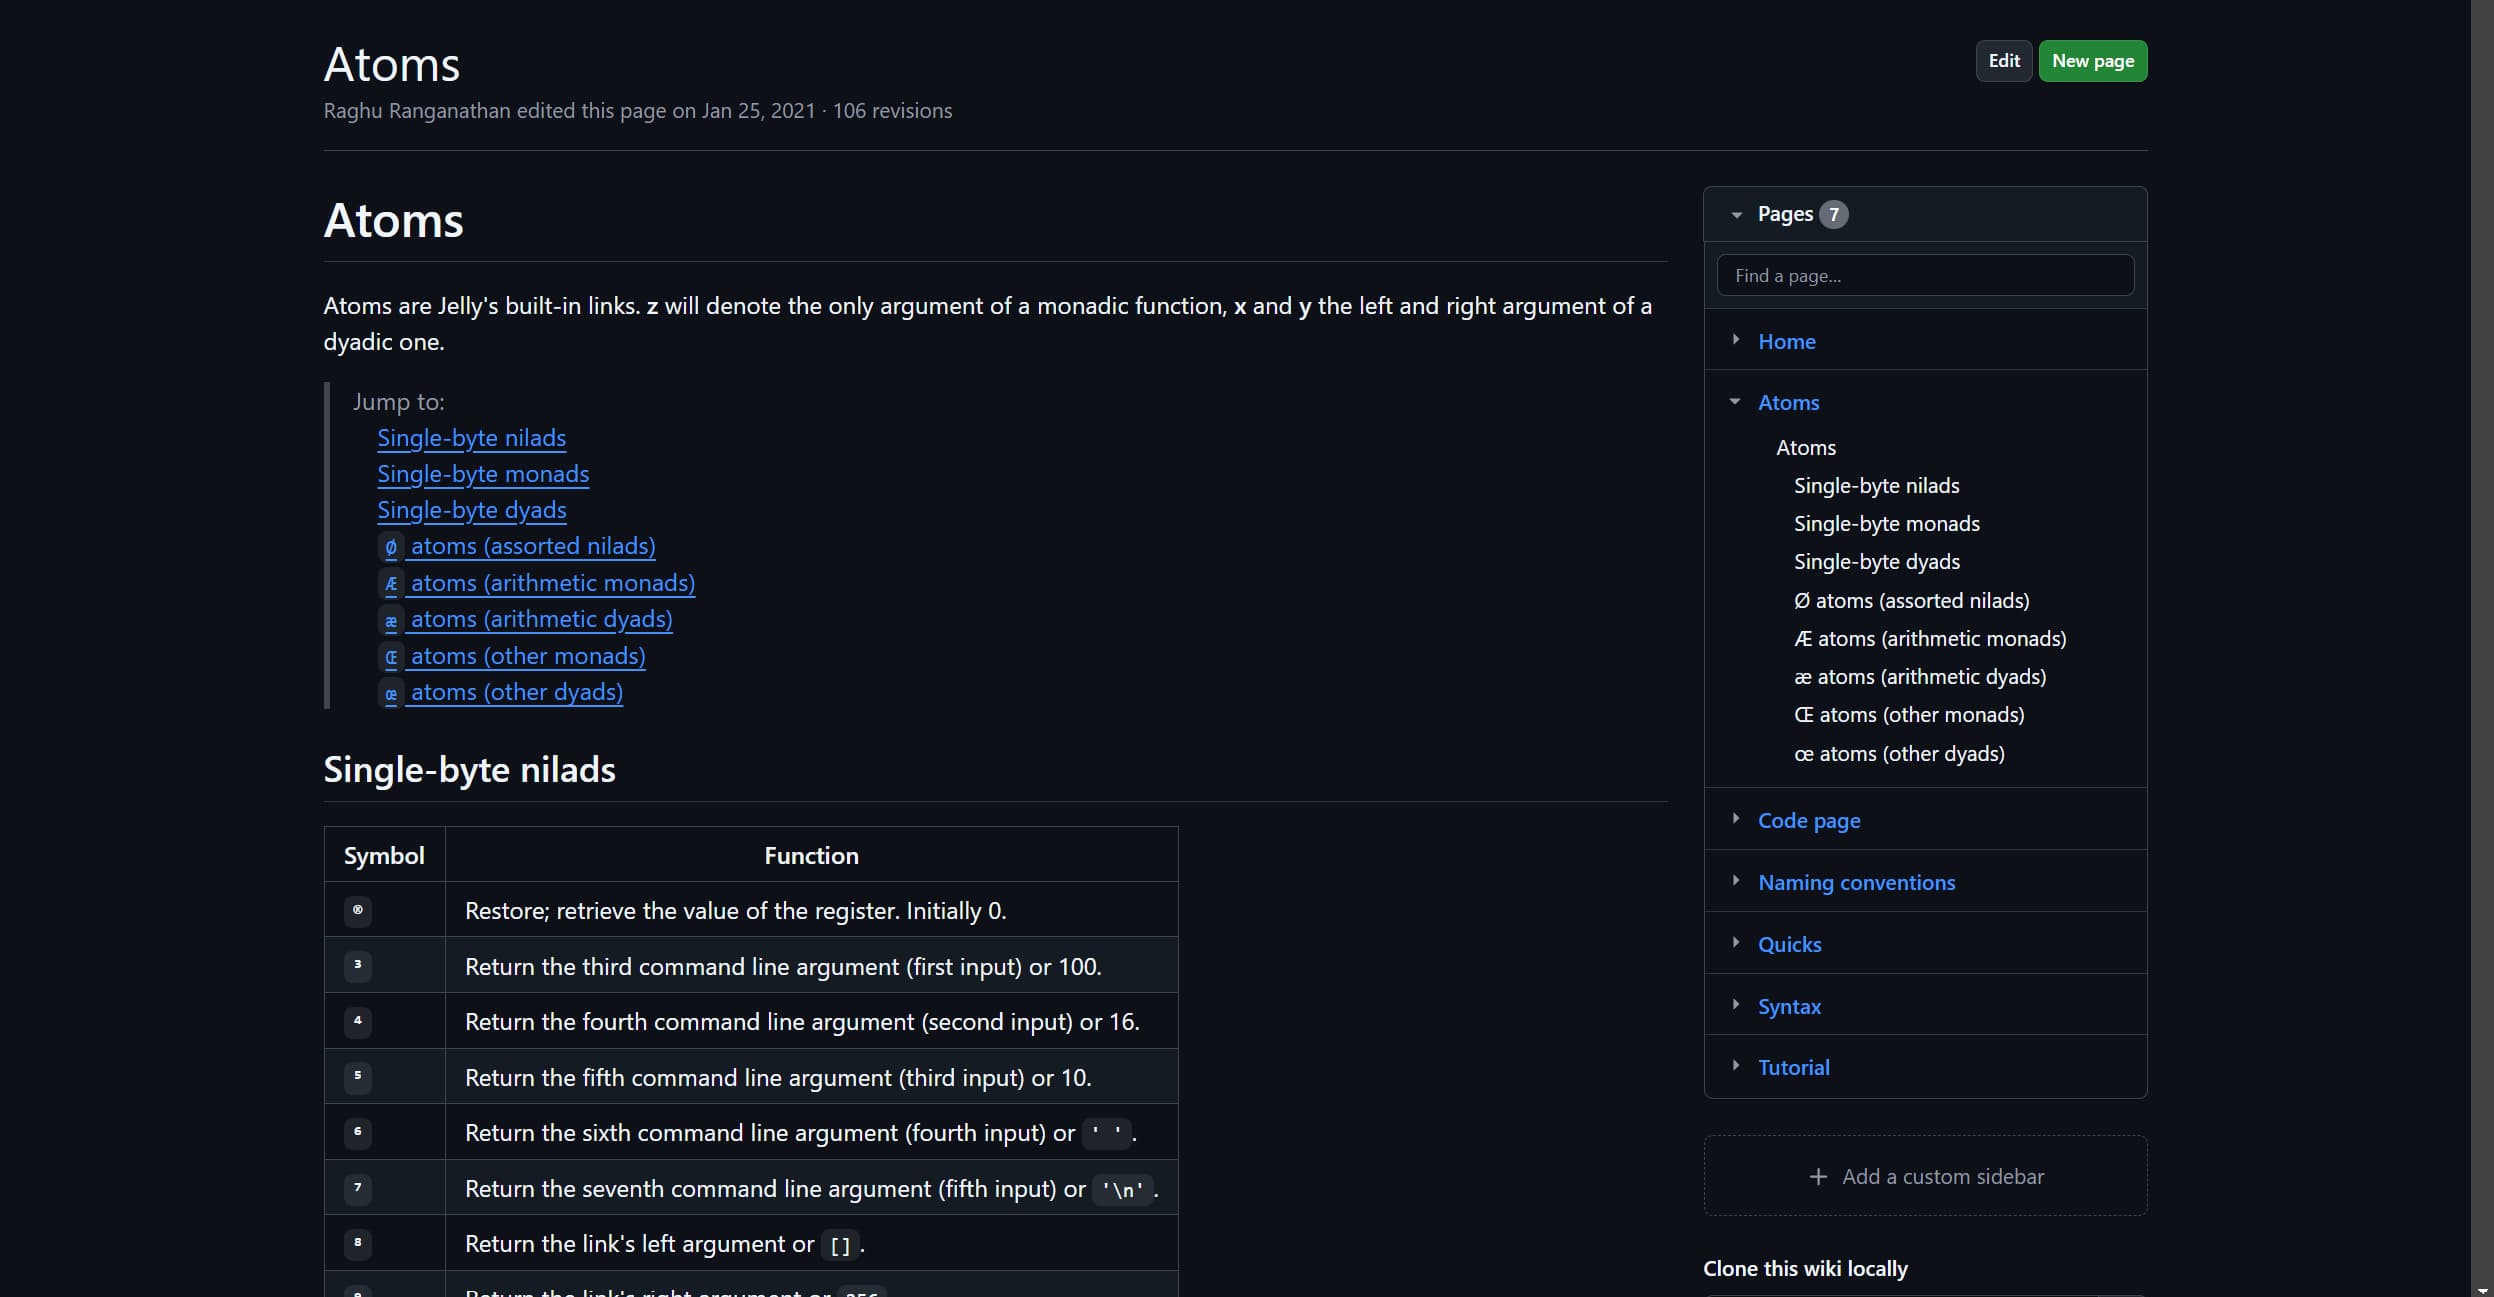 Atoms
Edit
New page
Raghu Ranganathan edited this page on Jan 25, 2021 · 106 revisions
Atoms
Atoms are Jelly's built-in links. z will denote the only argument of a monadic function, x and y the left and right argument of a
dyadic one.
Jump to:
Single-byte nilads
Single-byte monads
Single-byte dyads
Ø atoms (assorted nilads)
Æ atoms (arithmetic monads)
æ atoms (arithmetic dyads)
Œ atoms (other monads)
œ atoms (other dyads)
Single-byte nilads
Symbol Function
® Restore; retrieve the value of the register. Initially 0.
³ Return the third command line argument (first input) or 100.
⁴ Return the fourth command line argument (second input) or 16.
⁵ Return the fifth command line argument (third input) or 10.
⁶ Return the sixth command line argument (fourth input) or ' '.
⁷ Return the seventh command line argument (fifth input) or '\n'.
⁸ Return the link's left argument or [].
⁹ Return the link's right argument or 256
Pages 7
Find a page...
Home
Atoms
Atoms
Single-byte nilads
Single-byte monads
Single-byte dyads
Ø atoms (assorted nilads)
Æ atoms (arithmetic monads)
æ atoms (arithmetic dyads)
Œ atoms (other monads)
œ atoms (other dyads)
Code page
Naming conventions
Quicks
Syntax
Tutorial
Add a custom sidebar
Clone this wiki locally